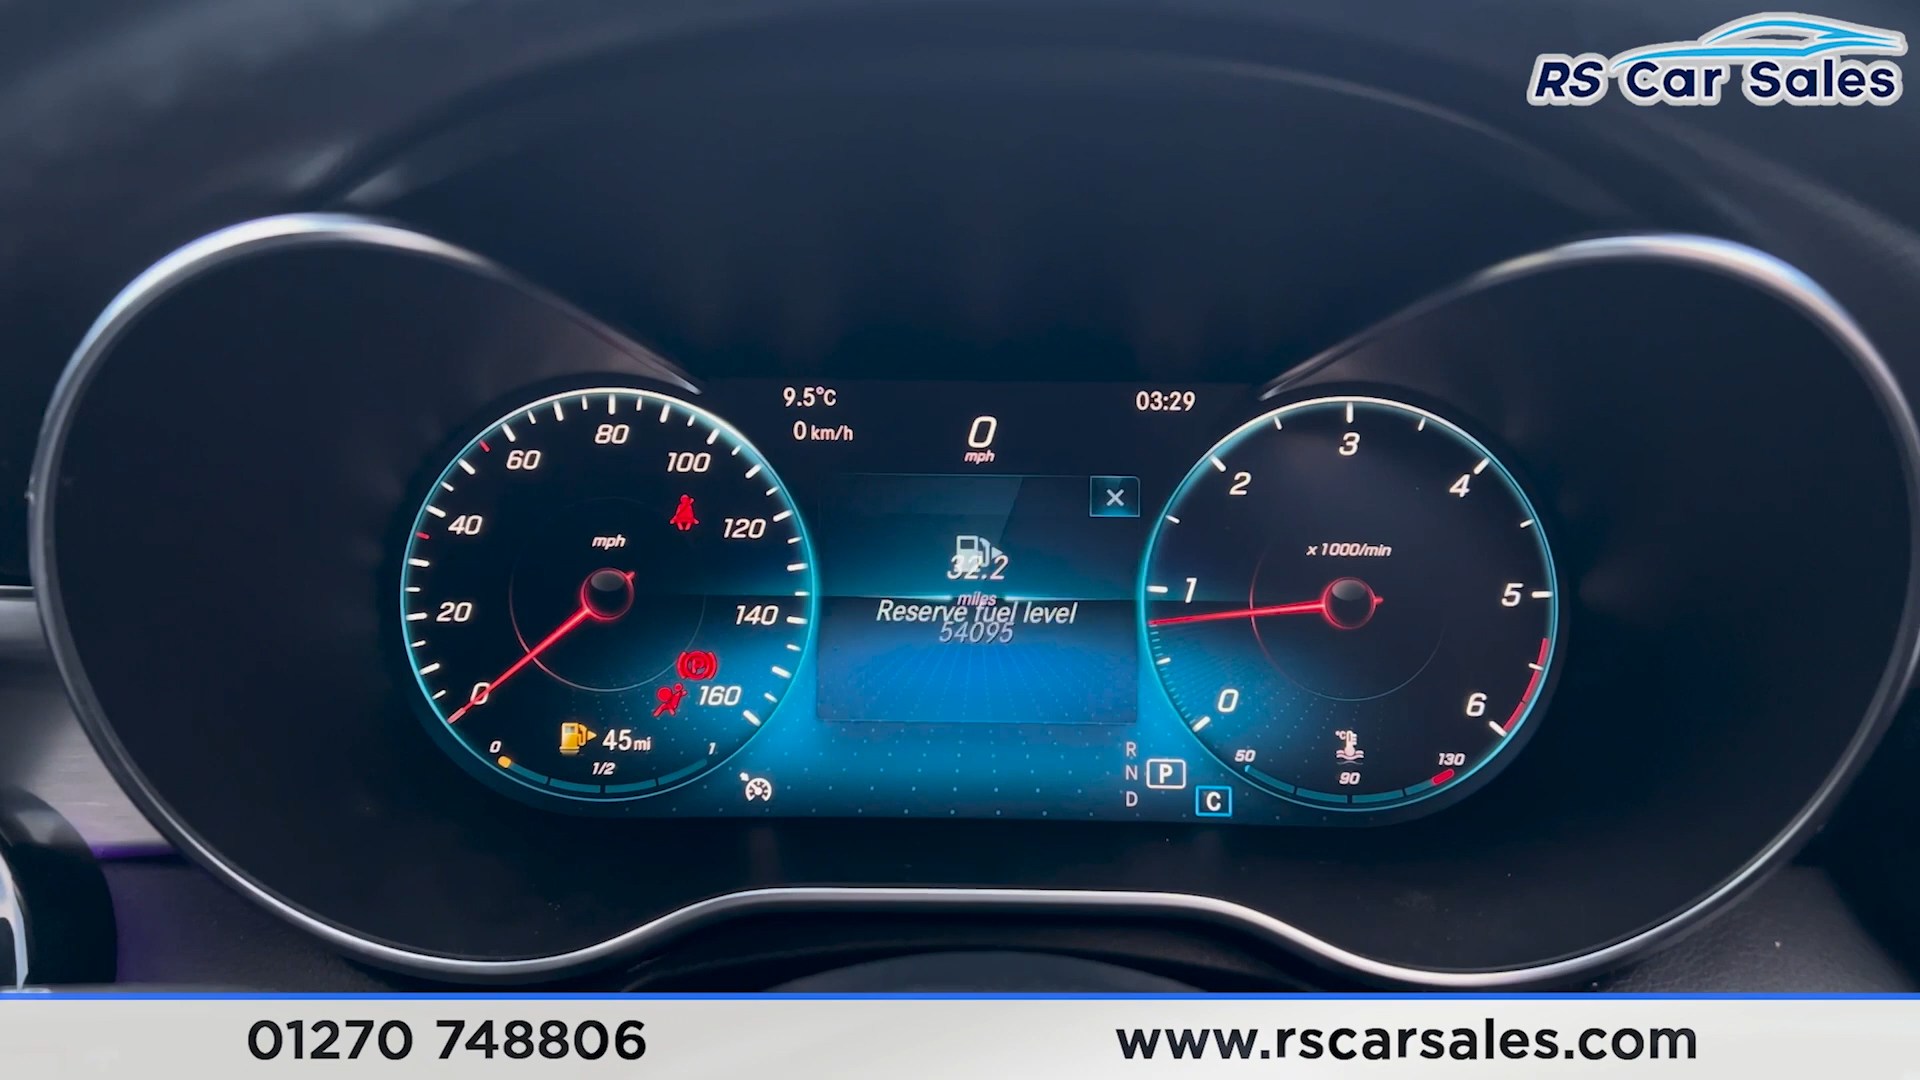 RS Car Sales
9.5°C
0 km/h
0
mph
03:29
32.2
miles
Reserve fuel level
54095
0
20
40
60
80
100
120
140
160
mph
45mi
0
1/2
1
R
N
D
P
C
0
1
2
3
4
5
6
x 1000/min
°C
50
90
130
01270 748806
www.rscarsales.com